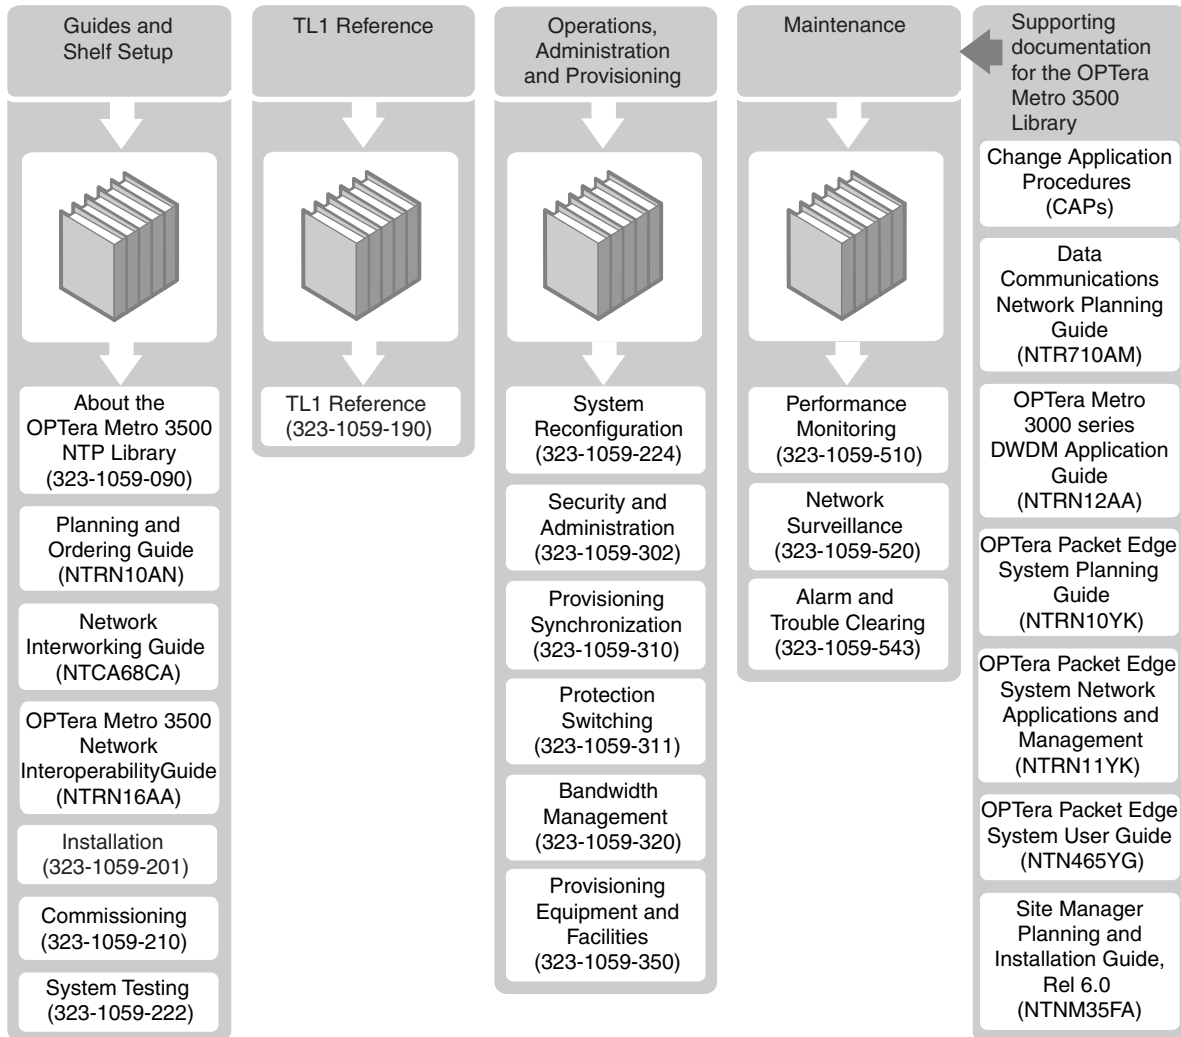 Guides and
Shelf Setup
About the
OPTera Metro 3500
NTP Library
(323-1059-090)
Planning and
Ordering Guide
(NTRN10AN)
Network
Interworking Guide
(NTCA68CA)
OPTera Metro 3500
Network
InteroperabilityGuide
(NTRN16AA)
Installation
(323-1059-201)
Commissioning
(323-1059-210)
System Testing
(323-1059-222)
TL1 Reference
TL1 Reference
(323-1059-190)
Operations,
Administration
and Provisioning
System
Reconfiguration
(323-1059-224)
Security and
Administration
(323-1059-302)
Provisioning
Synchronization
(323-1059-310)
Protection
Switching
(323-1059-311)
Bandwidth
Management
(323-1059-320)
Provisioning
Equipment and
Facilities
(323-1059-350)
Maintenance
Performance
Monitoring
(323-1059-510)
Network
Surveillance
(323-1059-520)
Alarm and
Trouble Clearing
(323-1059-543)
Supporting
documentation
for the OPTera
Metro 3500
Library
Change Application
Procedures
(CAPs)
Data
Communications
Network Planning
Guide
(NTR710AM)
OPTera Metro
3000 series
DWDM Application
Guide
(NTRN12AA)
OPTera Packet Edge
System Planning
Guide
(NTRN10YK)
OPTera Packet Edge
System Network
Applications and
Management
(NTRN11YK)
OPTera Packet Edge
System User Guide
(NTN465YG)
Site Manager
Planning and
Installation Guide,
Rel 6.0
(NTNM35FA)